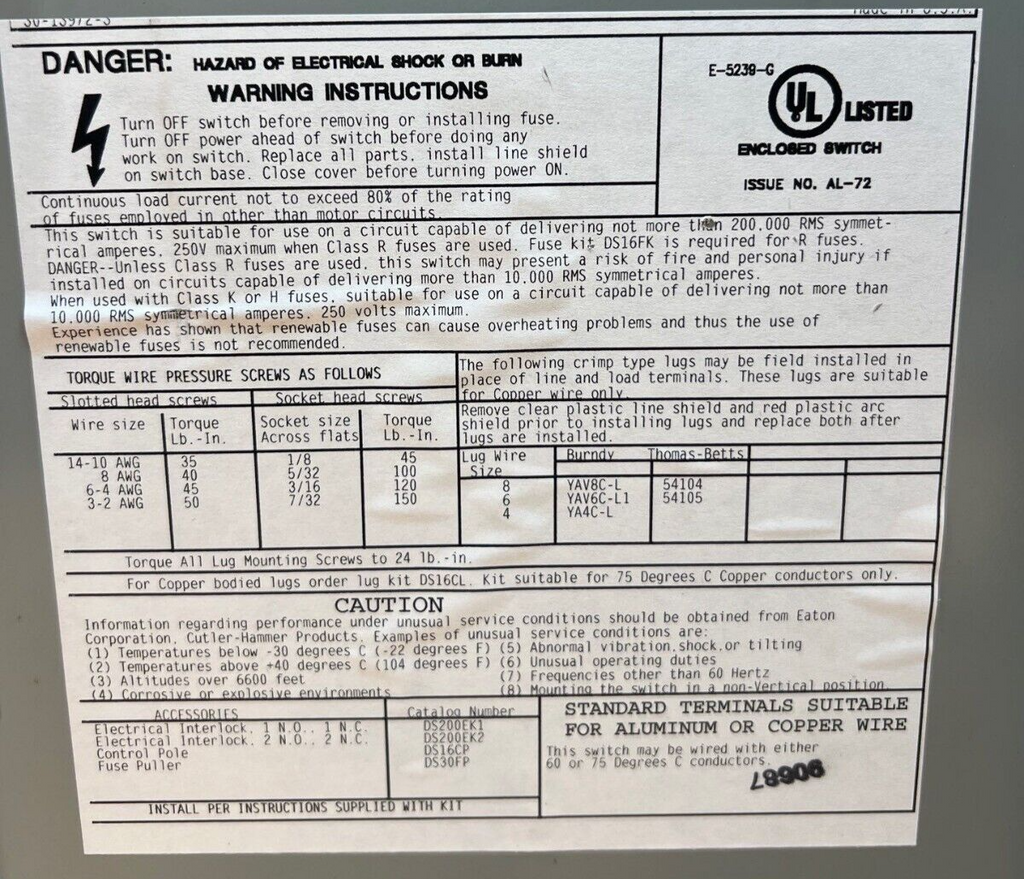 30-13972-3
Made in U.S.A.
DANGER: HAZARD OF ELECTRICAL SHOCK OR BURN
WARNING INSTRUCTIONS
Turn OFF switch before removing or installing fuse.
Turn OFF power ahead of switch before doing any
work on switch. Replace all parts, install line shield
on switch base. Close cover before turning power ON.
E-5239-G
UL LISTED
ENCLOSED SWITCH
ISSUE NO. AL-72
Continuous load current not to exceed 80% of the rating
of fuses employed in other than motor circuits.
This switch is suitable for use on a circuit capable of delivering not more than 200,000 RMS symmet-
rical amperes, 250V maximum when Class R fuses are used. Fuse kit DS16FK is required for R fuses.
DANGER--Unless Class R fuses are used, this switch may present a risk of fire and personal injury if
installed on circuits capable of delivering more than 10,000 RMS symmetrical amperes.
When used with Class K or H fuses, suitable for use on a circuit capable of delivering not more than
10,000 RMS symmetrical amperes, 250 volts maximum.
Experience has shown that renewable fuses can cause overheating problems and thus the use of
renewable fuses is not recommended.
TORQUE WIRE PRESSURE SCREWS AS FOLLOWS
Slotted head screws Socket head screws
Wire size Torque Lb.-In. Socket size Across flats Torque Lb.-In.
14-10 AWG 35 1/8 45
8 AWG 40 5/32 100
6-4 AWG 45 3/16 120
3-2 AWG 50 7/32 150
The following crimp type lugs may be field installed in
place of line and load terminals. These lugs are suitable
for Copper wire only.
Remove clear plastic line shield and red plastic arc
shield prior to installing lugs and replace both after
lugs are installed.
Lug Wire Size Burndy Thomas-Betts
8 YAV8C-L 54104
6 YAV6C-L1 54105
4 YA4C-L
Torque All Lug Mounting Screws to 24 lb.-in.
For Copper bodied lugs order lug kit DS16CL. Kit suitable for 75 Degrees C Copper conductors only.
CAUTION
Information regarding performance under unusual service conditions should be obtained from Eaton
Corporation, Cutler-Hammer Products. Examples of unusual service conditions are:
(1) Temperatures below -30 degrees C (-22 degrees F) (5) Abnormal vibration,shock,or tilting
(2) Temperatures above +40 degrees C (104 degrees F) (6) Unusual operating duties
(3) Altitudes over 6600 feet (7) Frequencies other than 60 Hertz
(4) Corrosive or explosive environments (8) Mounting the switch in a non-Vertical position.
ACCESSORIES Catalog Number
Electrical Interlock, 1 N.O., 1 N.C. DS200EK1
Electrical Interlock, 2 N.O., 2 N.C. DS200EK2
Control Pole DS16CP
Fuse Puller DS30FP
INSTALL PER INSTRUCTIONS SUPPLIED WITH KIT
STANDARD TERMINALS SUITABLE
FOR ALUMINUM OR COPPER WIRE
This switch may be wired with either
60 or 75 Degrees C conductors.